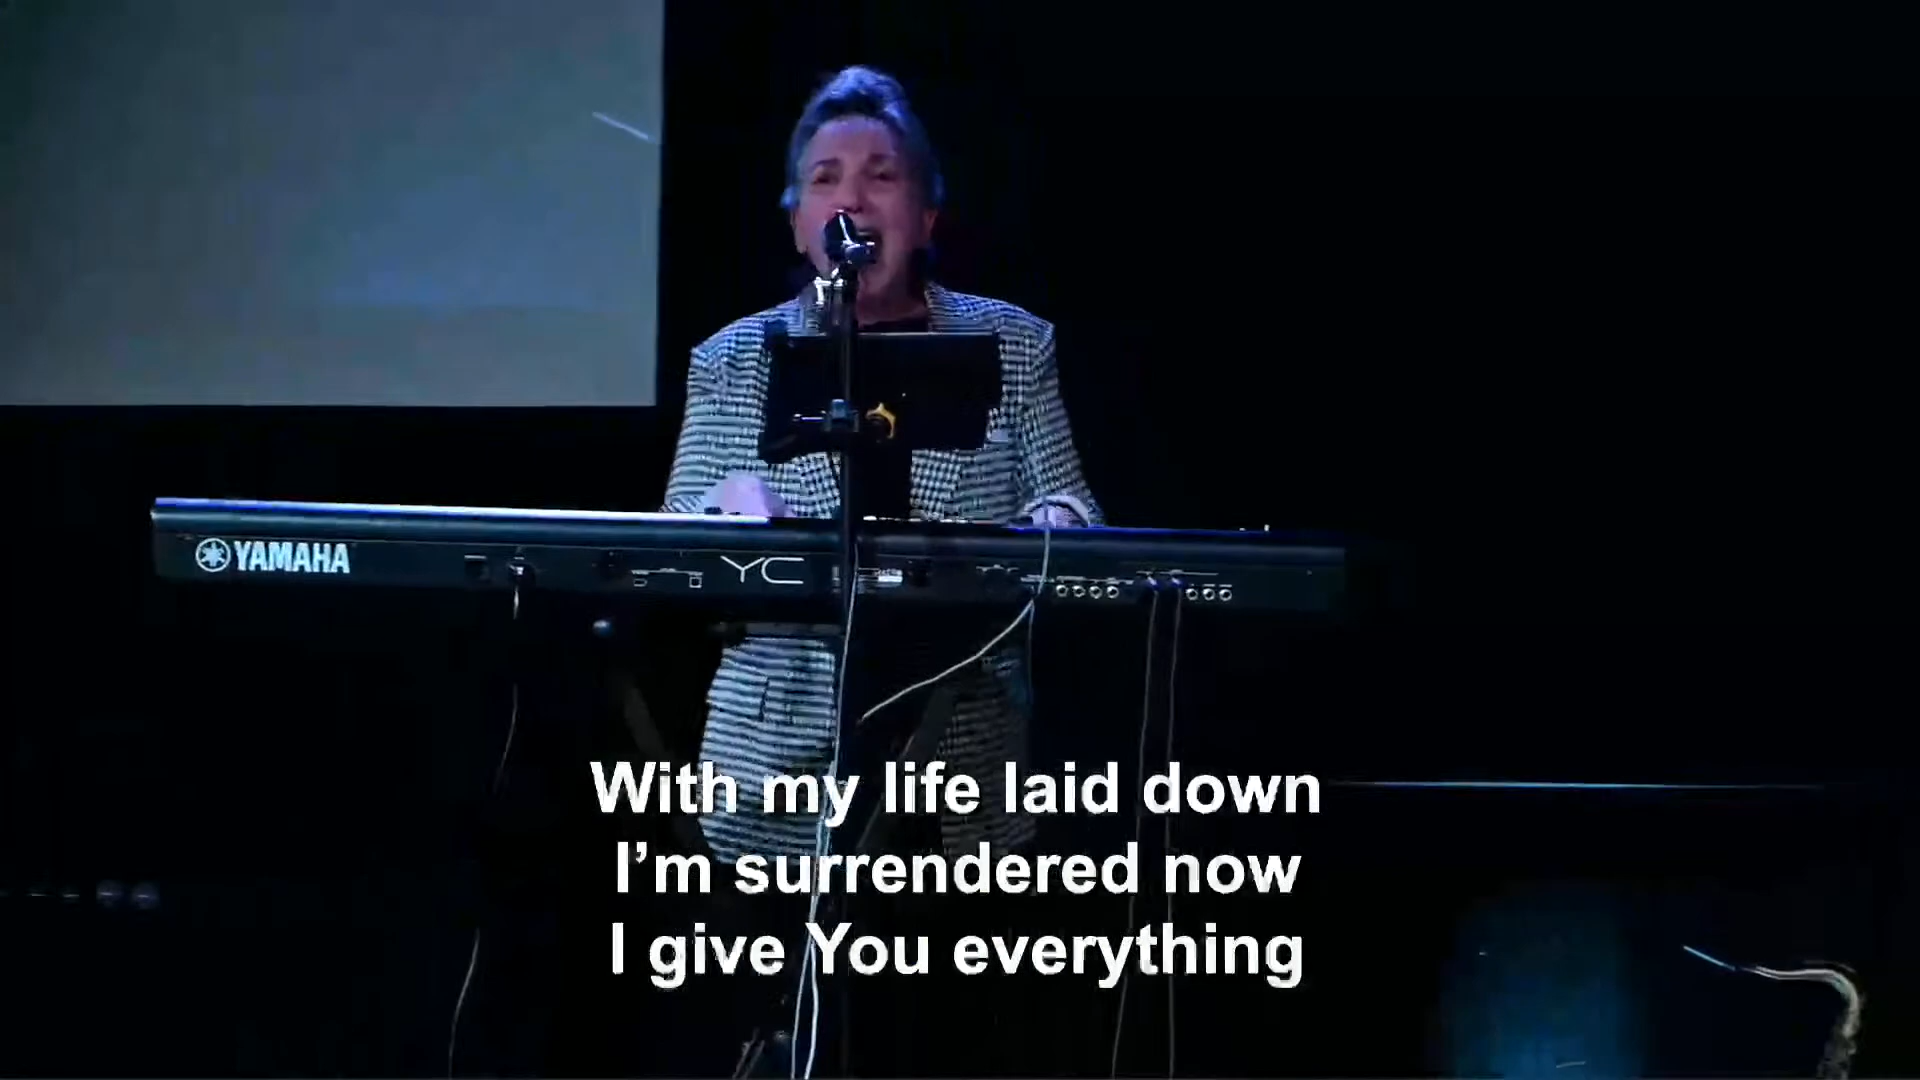 YAMAHA
YC
With my life laid down
I’m surrendered now
I give You everything